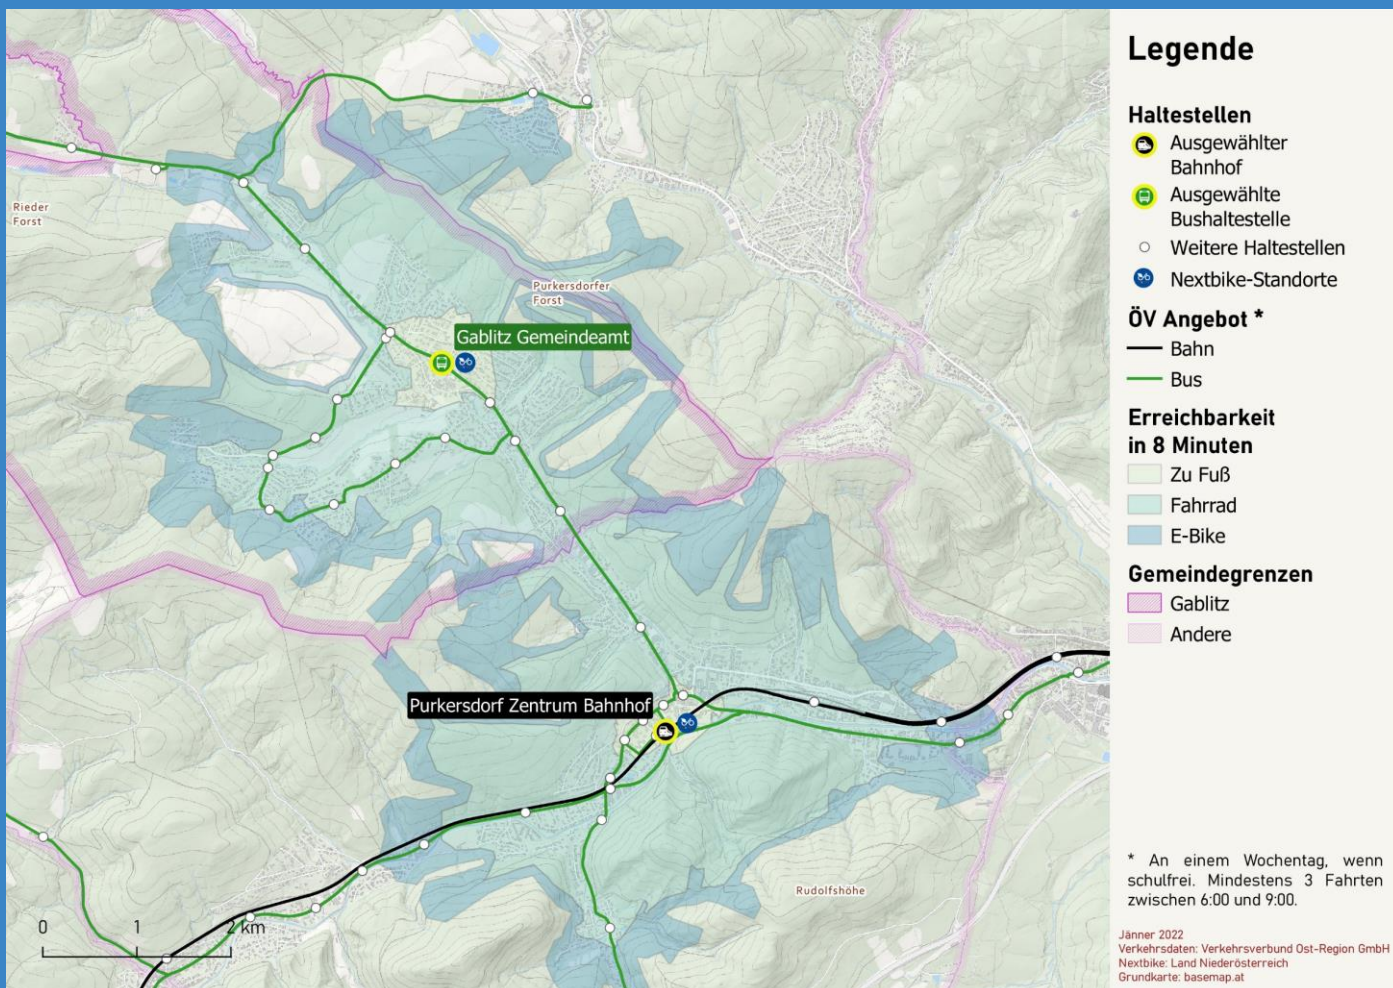 Rieder
Forst
Purkersdorfer
Forst
Gablitz Gemeindeamt
Purkersdorf Zentrum Bahnhof
Rudolfshöhe
0 1 2 km
Legende
Haltestellen
Ausgewählter
Bahnhof
Ausgewählte
Bushaltestelle
Weitere Haltestellen
Nextbike-Standorte
ÖV Angebot *
Bahn
Bus
Erreichbarkeit
in 8 Minuten
Zu Fuß
Fahrrad
E-Bike
Gemeindegrenzen
Gablitz
Andere
* An einem Wochentag, wenn
schulfrei. Mindestens 3 Fahrten
zwischen 6:00 und 9:00.
Jänner 2022
Verkehrsdaten: Verkehrsverbund Ost-Region GmbH
Nextbike: Land Niederösterreich
Grundkarte: basemap.at